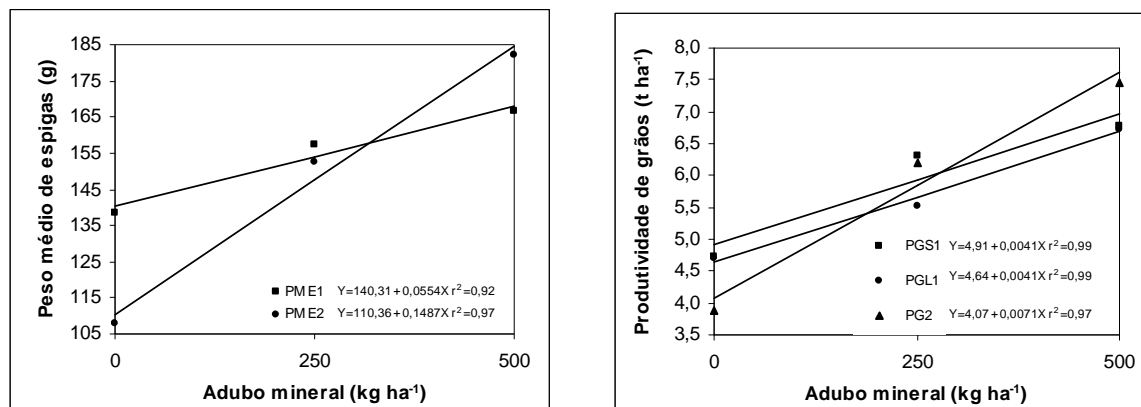 Peso médio de espigas (g)
185
175
165
155
145
135
125
115
105
PME1 Y=140,31+0,0554X r²=0,92
PME2 Y=110,36+0,1487X r²=0,97
0 250 500
Adubo mineral (kg ha⁻¹)
Produtividade de grãos (t ha⁻¹)
8,0
7,5
7,0
6,5
6,0
5,5
5,0
4,5
4,0
3,5
PGS1 Y=4,91+0,0041X r²=0,99
PGL1 Y=4,64+0,0041X r²=0,99
PG2 Y=4,07+0,0071X r²=0,97
0 250 500
Adubo mineral (kg ha⁻¹)